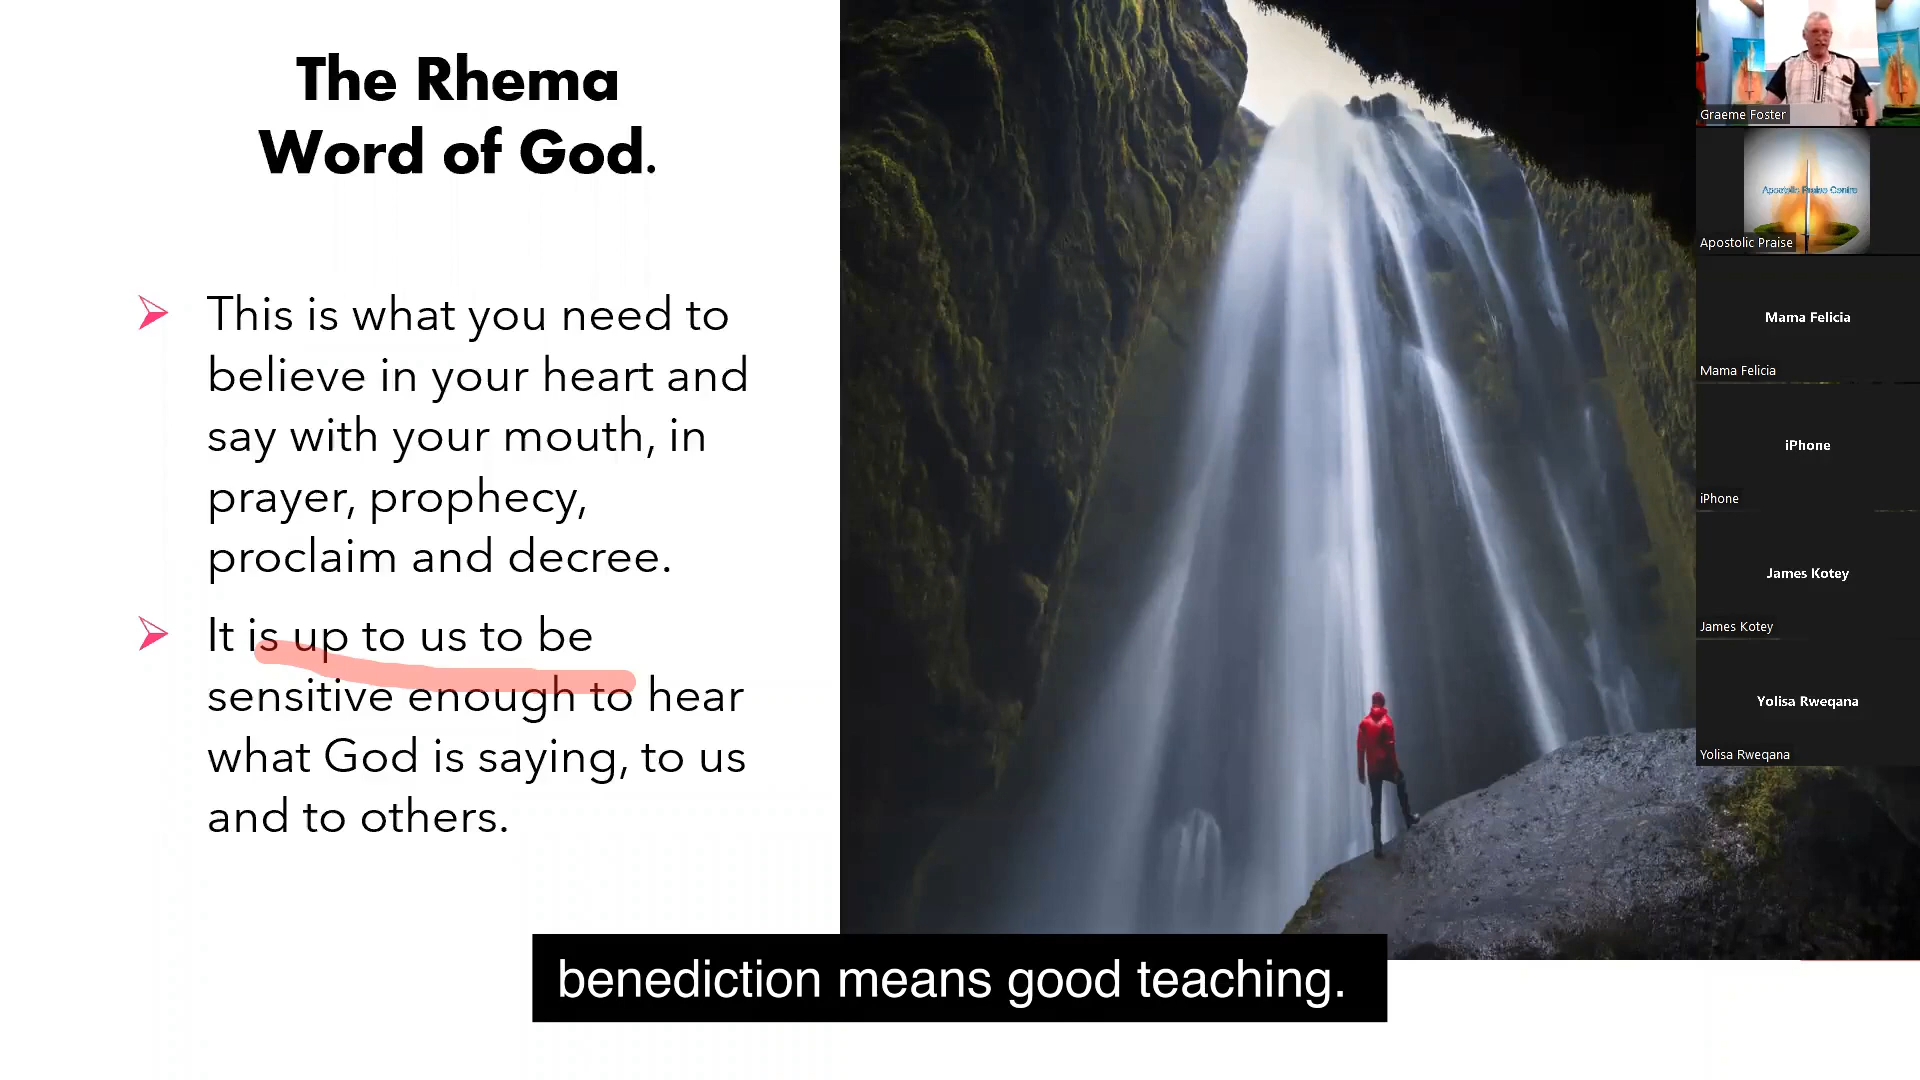 The Rhema
Word of God.
This is what you need to
believe in your heart and
say with your mouth, in
prayer, prophecy,
proclaim and decree.
It is up to us to be
sensitive enough to hear
what God is saying, to us
and to others.
benediction means good teaching.
Graeme Foster
Apostolic Praise Centre
Apostolic Praise
Mama Felicia
Mama Felicia
iPhone
iPhone
James Kotey
James Kotey
Yolisa Rweqana
Yolisa Rweqana